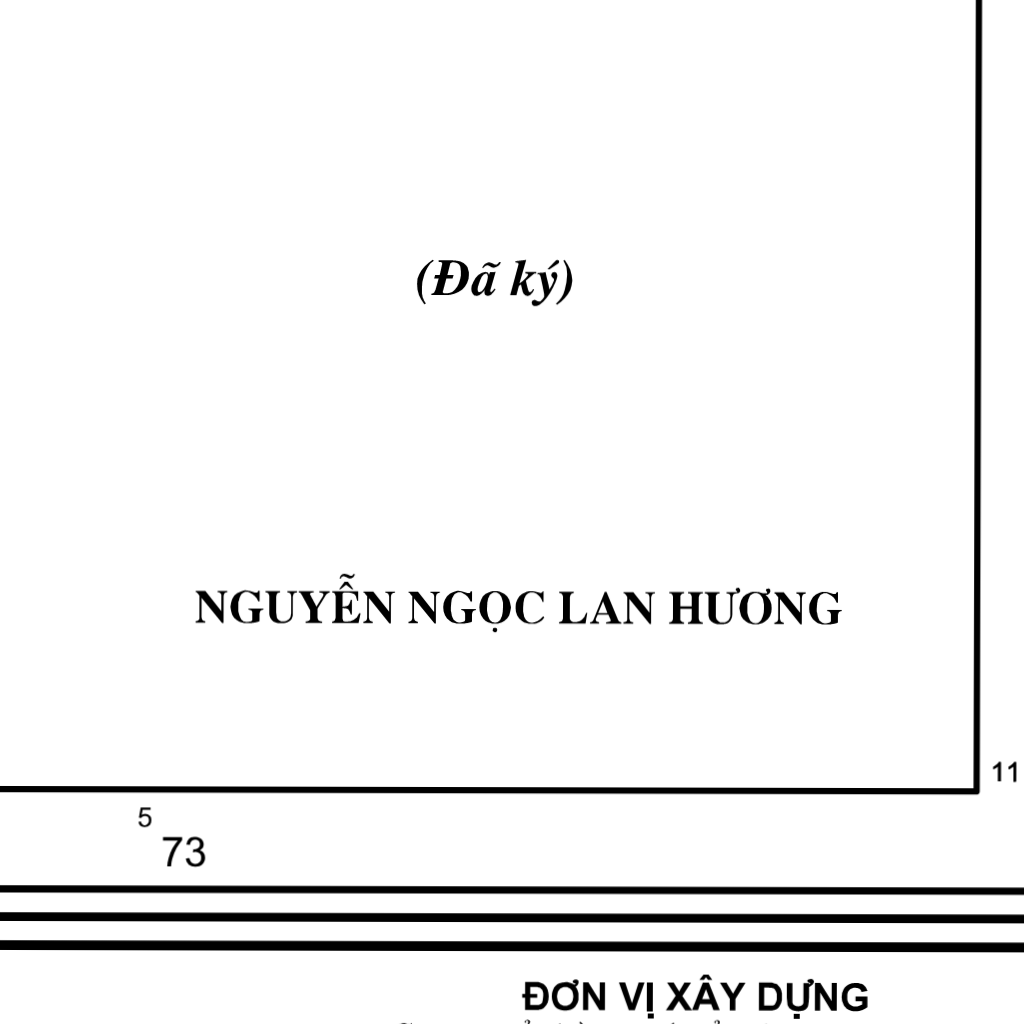 (Đã ký)
NGUYỄN NGỌC LAN HƯƠNG
11
5
73
ĐƠN VỊ XÂY DỰNG